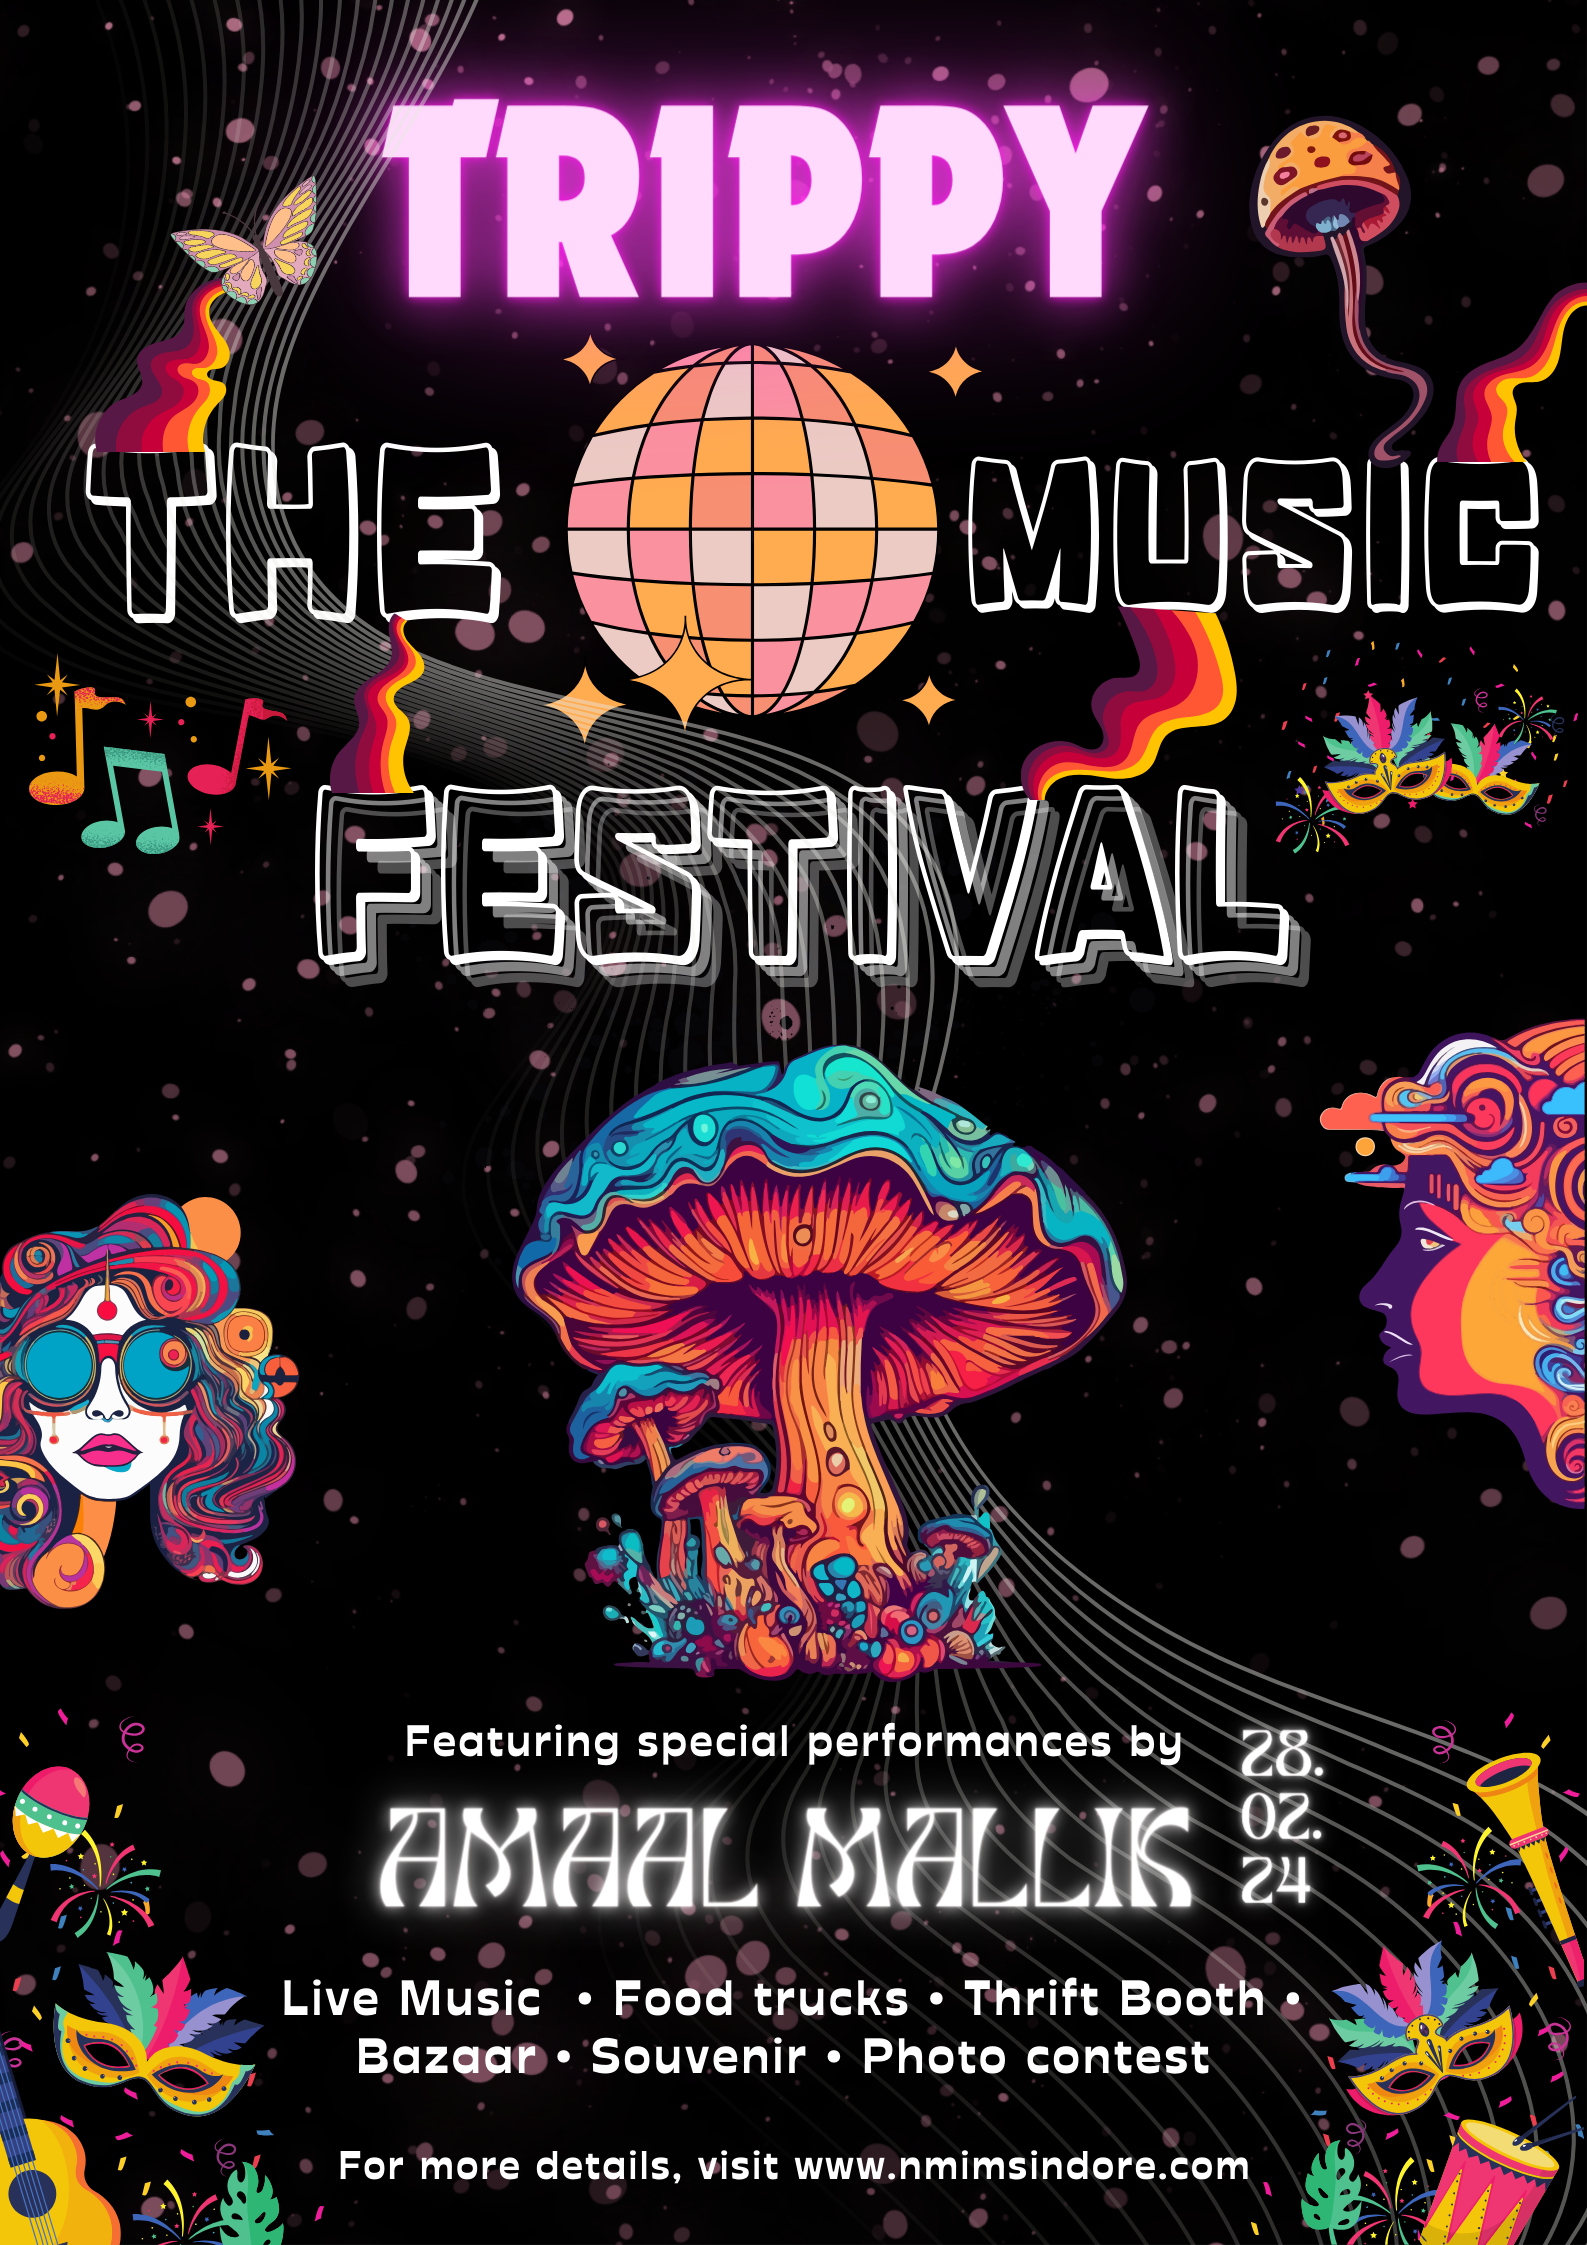 TRIPPY
THE MUSIC
FESTIVAL
Featuring special performances by
AMAAL MALLIK
28.
02.
24
Live Music • Food trucks • Thrift Booth •
Bazaar • Souvenir • Photo contest
For more details, visit www.nmimsindore.com